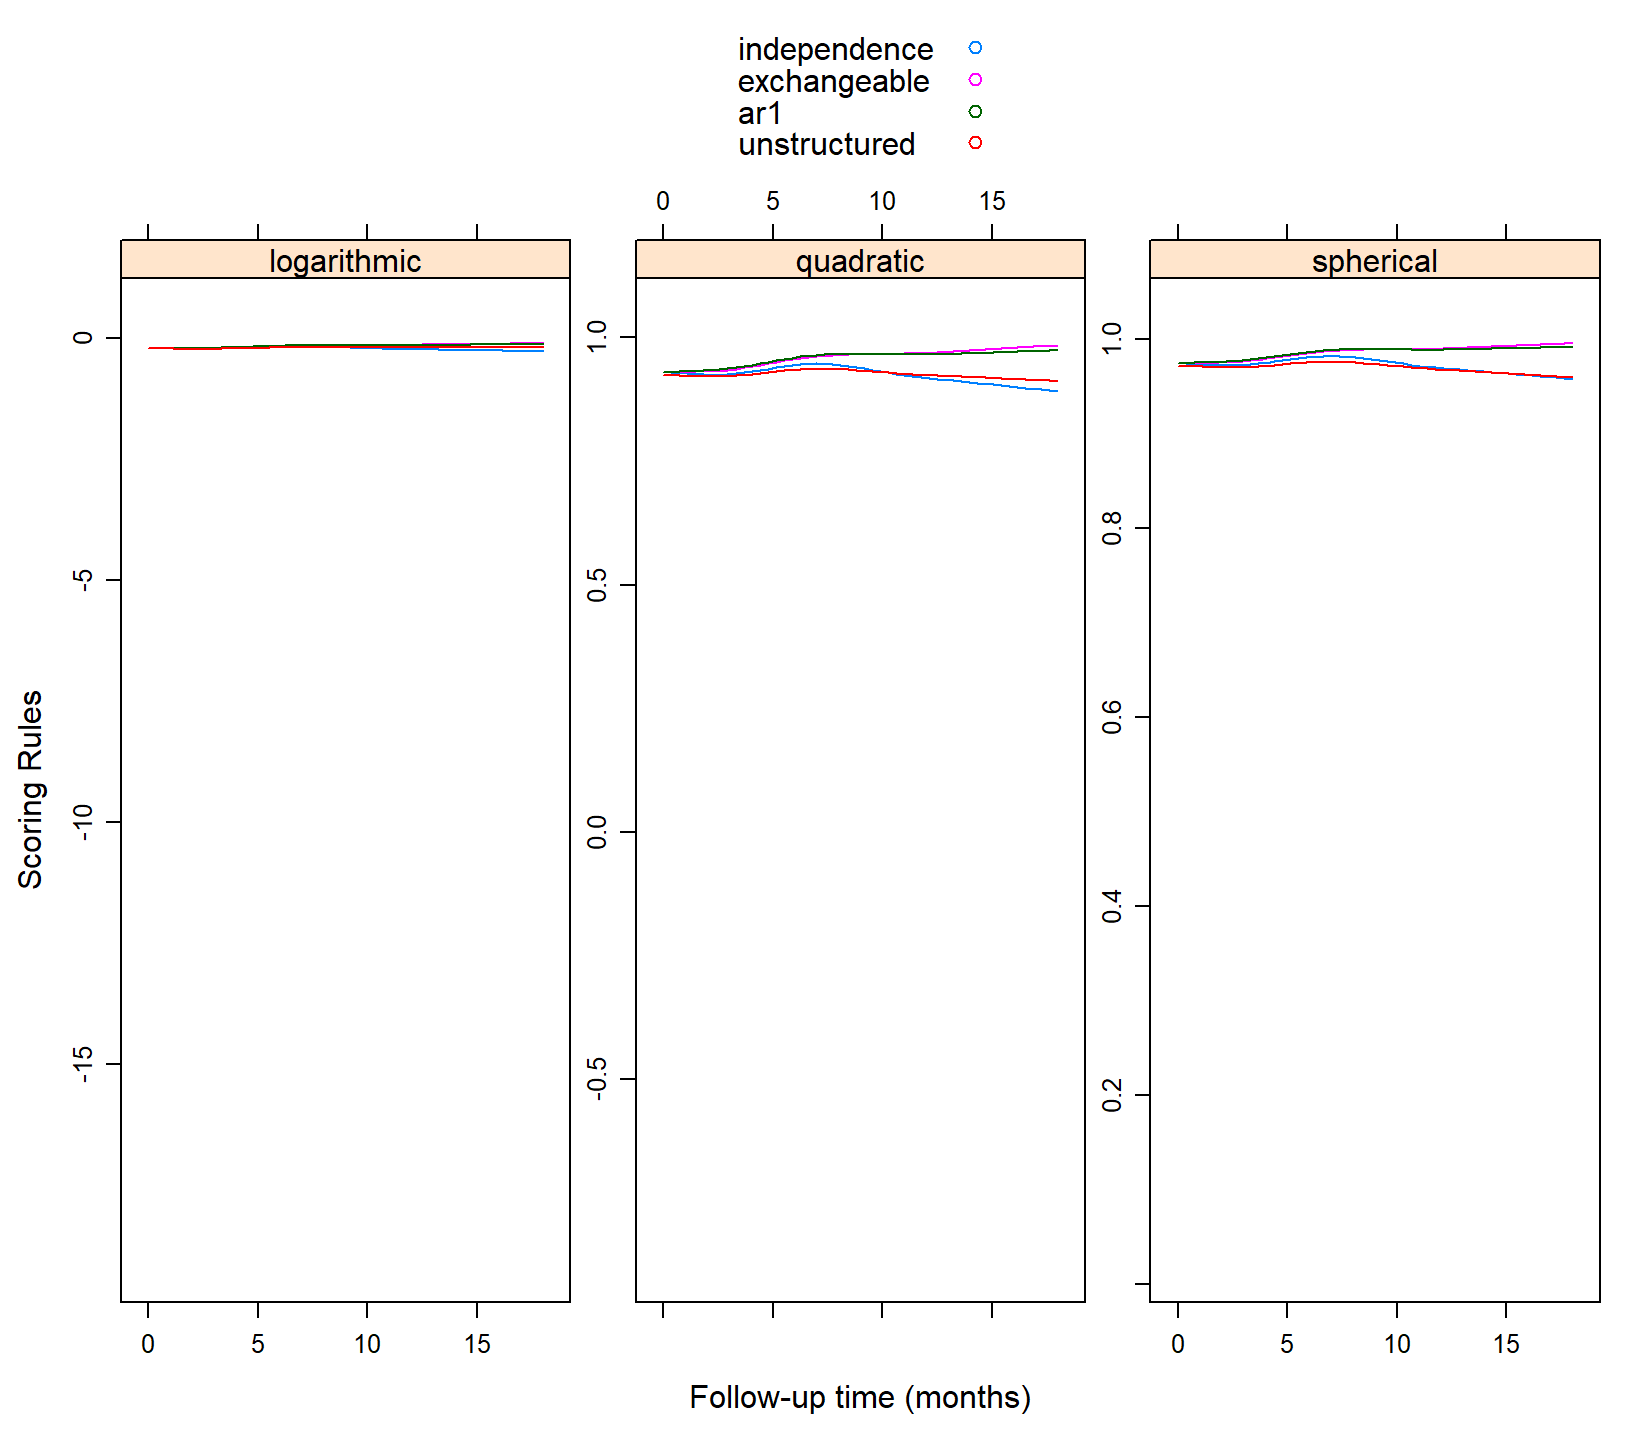 independence
exchangeable
ar1
unstructured
0 5 10 15
logarithmic quadratic spherical
0
-5
-10
-15
1.0
0.5
0.0
-0.5
1.0
0.8
0.6
0.4
0.2
Scoring Rules
0 5 10 15
0 5 10 15
Follow-up time (months)